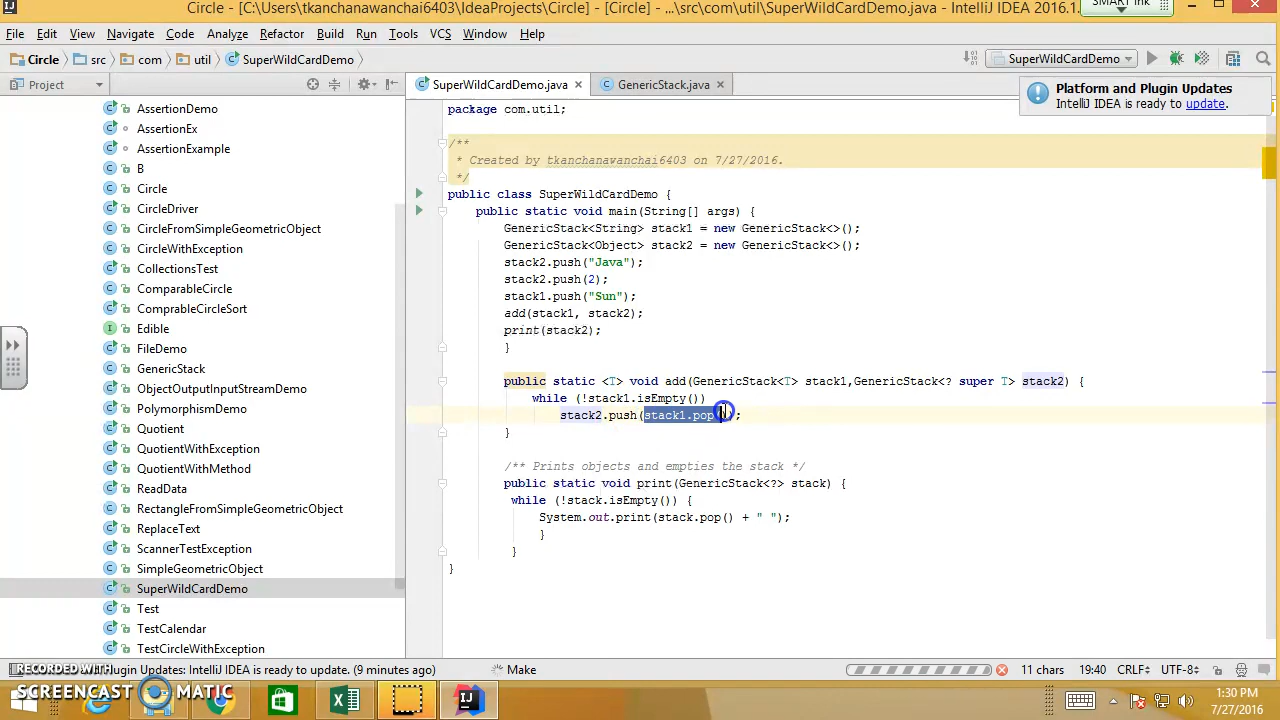 Circle - [C:\Users\tkanchanawanchai6403\IdeaProjects\Circle] - [Circle] - ...\src\com\util\SuperWildCardDemo.java - IntelliJ IDEA 2016.1.
SMART Ink
File Edit View Navigate Code Analyze Refactor Build Run Tools VCS Window Help
Circle src com util SuperWildCardDemo
SuperWildCardDemo
Project
SuperWildCardDemo.java GenericStack.java
Platform and Plugin Updates
IntelliJ IDEA is ready to update.
AssertionDemo
AssertionEx
AssertionExample
B
Circle
CircleDriver
CircleFromSimpleGeometricObject
CircleWithException
CollectionsTest
ComparableCircle
ComprableCircleSort
Edible
FileDemo
GenericStack
ObjectOutputInputStreamDemo
PolymorphismDemo
Quotient
QuotientWithException
QuotientWithMethod
ReadData
RectangleFromSimpleGeometricObject
ReplaceText
ScannerTestException
SimpleGeometricObject
SuperWildCardDemo
Test
TestCalendar
TestCircleWithException
package com.util;
/**
* Created by tkanchanawanchai6403 on 7/27/2016.
*/
public class SuperWildCardDemo {
public static void main(String[] args) {
GenericStack<String> stack1 = new GenericStack<>();
GenericStack<Object> stack2 = new GenericStack<>();
stack2.push("Java");
stack2.push(2);
stack1.push("Sun");
add(stack1, stack2);
print(stack2);
}
public static <T> void add(GenericStack<T> stack1,GenericStack<? super T> stack2) {
while (!stack1.isEmpty())
stack2.push(stack1.pop());
}
/** Prints objects and empties the stack */
public static void print(GenericStack<?> stack) {
while (!stack.isEmpty()) {
System.out.print(stack.pop() + " ");
}
}
}
Plugin Updates: IntelliJ IDEA is ready to update. (9 minutes ago) Make 11 chars 19:40 CRLF UTF-8
RECORDED WITH
SCREENCAST MATIC
1:30 PM
7/27/2016